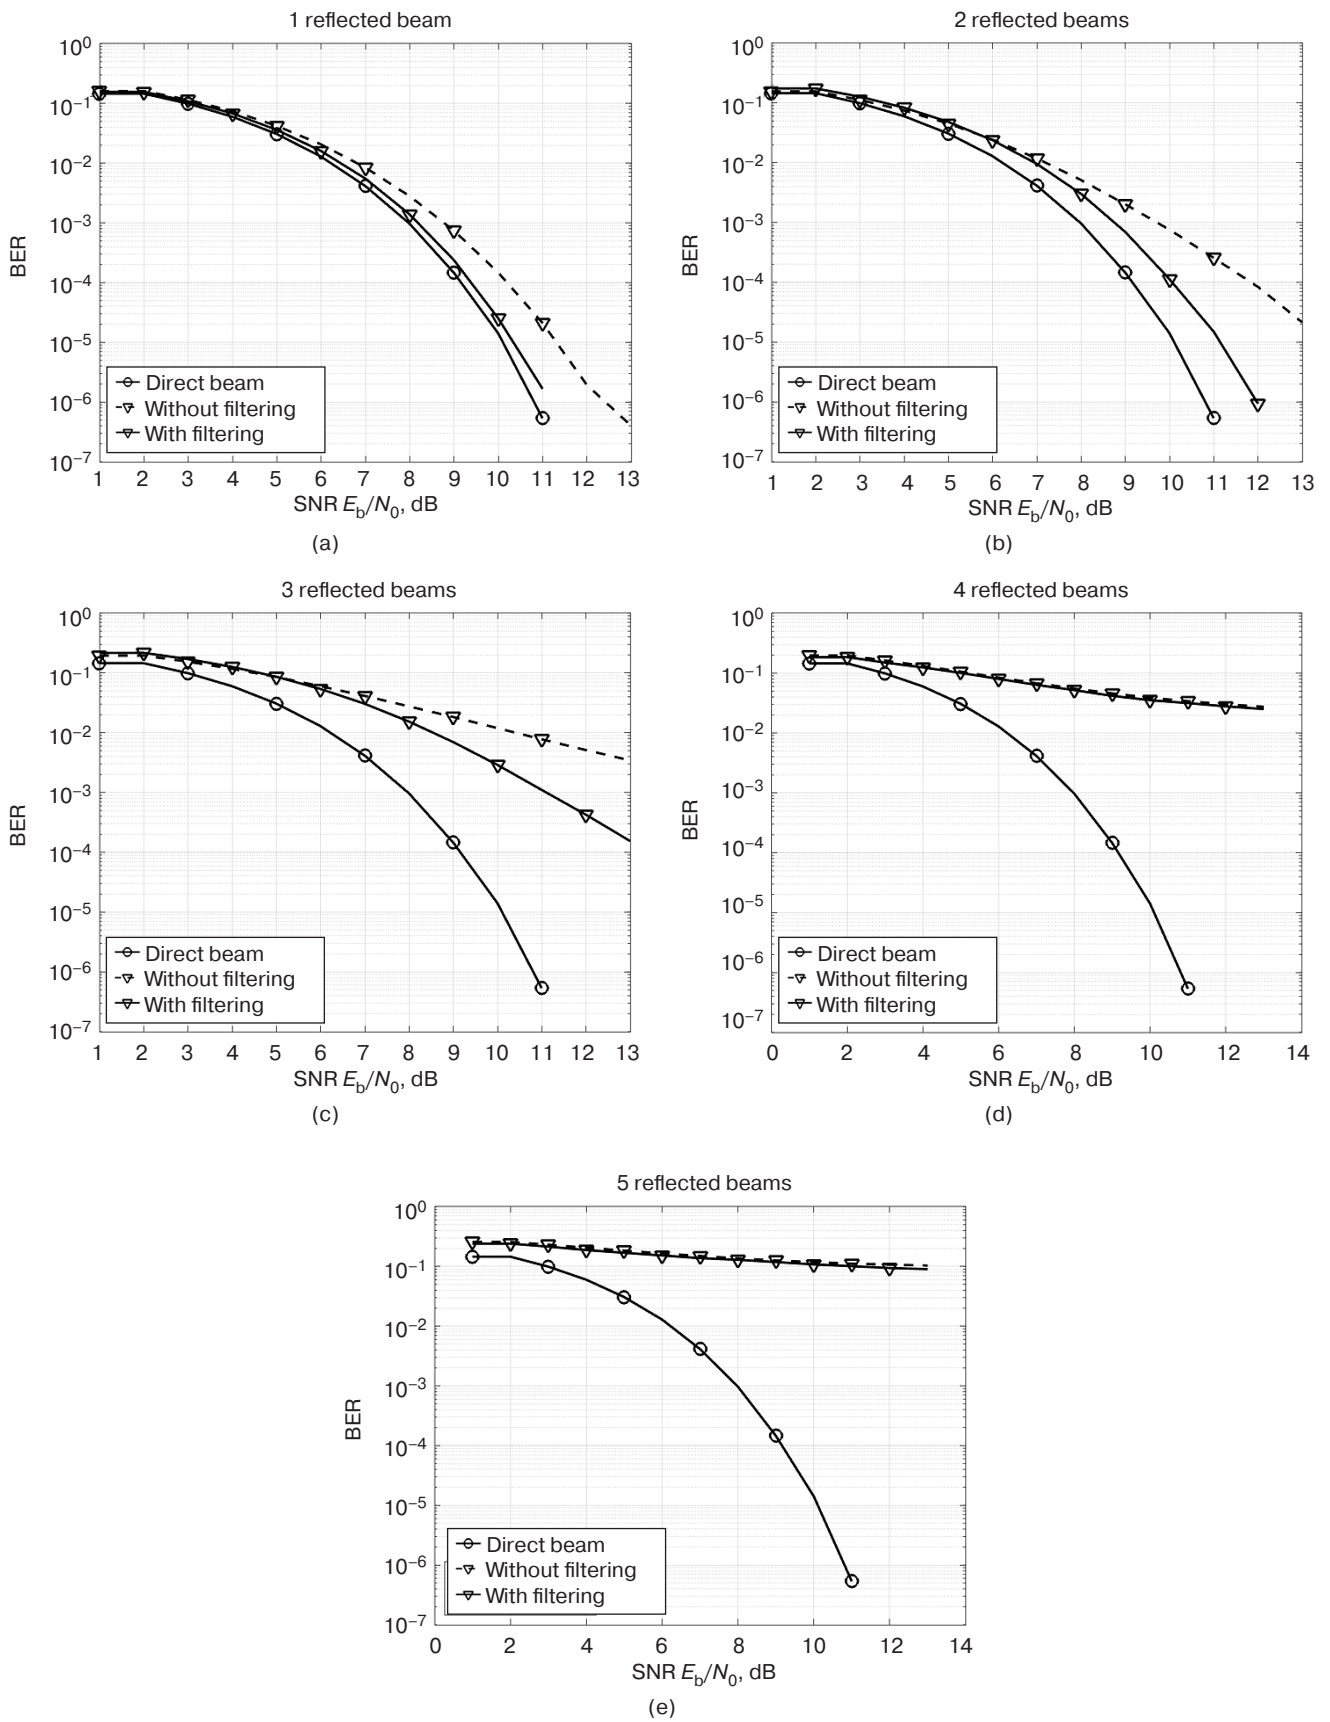 1 reflected beam
10⁰
10⁻¹
10⁻²
10⁻³
10⁻⁴
10⁻⁵
10⁻⁶
10⁻⁷
BER
Direct beam
Without filtering
With filtering
1 2 3 4 5 6 7 8 9 10 11 12 13
SNR E_b/N_0, dB
(a)
2 reflected beams
10⁰
10⁻¹
10⁻²
10⁻³
10⁻⁴
10⁻⁵
10⁻⁶
10⁻⁷
BER
Direct beam
Without filtering
With filtering
1 2 3 4 5 6 7 8 9 10 11 12 13
SNR E_b/N_0, dB
(b)
3 reflected beams
10⁰
10⁻¹
10⁻²
10⁻³
10⁻⁴
10⁻⁵
10⁻⁶
10⁻⁷
BER
Direct beam
Without filtering
With filtering
1 2 3 4 5 6 7 8 9 10 11 12 13
SNR E_b/N_0, dB
(c)
4 reflected beams
10⁰
10⁻¹
10⁻²
10⁻³
10⁻⁴
10⁻⁵
10⁻⁶
10⁻⁷
BER
Direct beam
Without filtering
With filtering
0 2 4 6 8 10 12 14
SNR E_b/N_0, dB
(d)
5 reflected beams
10⁰
10⁻¹
10⁻²
10⁻³
10⁻⁴
10⁻⁵
10⁻⁶
10⁻⁷
BER
Direct beam
Without filtering
With filtering
0 2 4 6 8 10 12 14
SNR E_b/N_0, dB
(e)